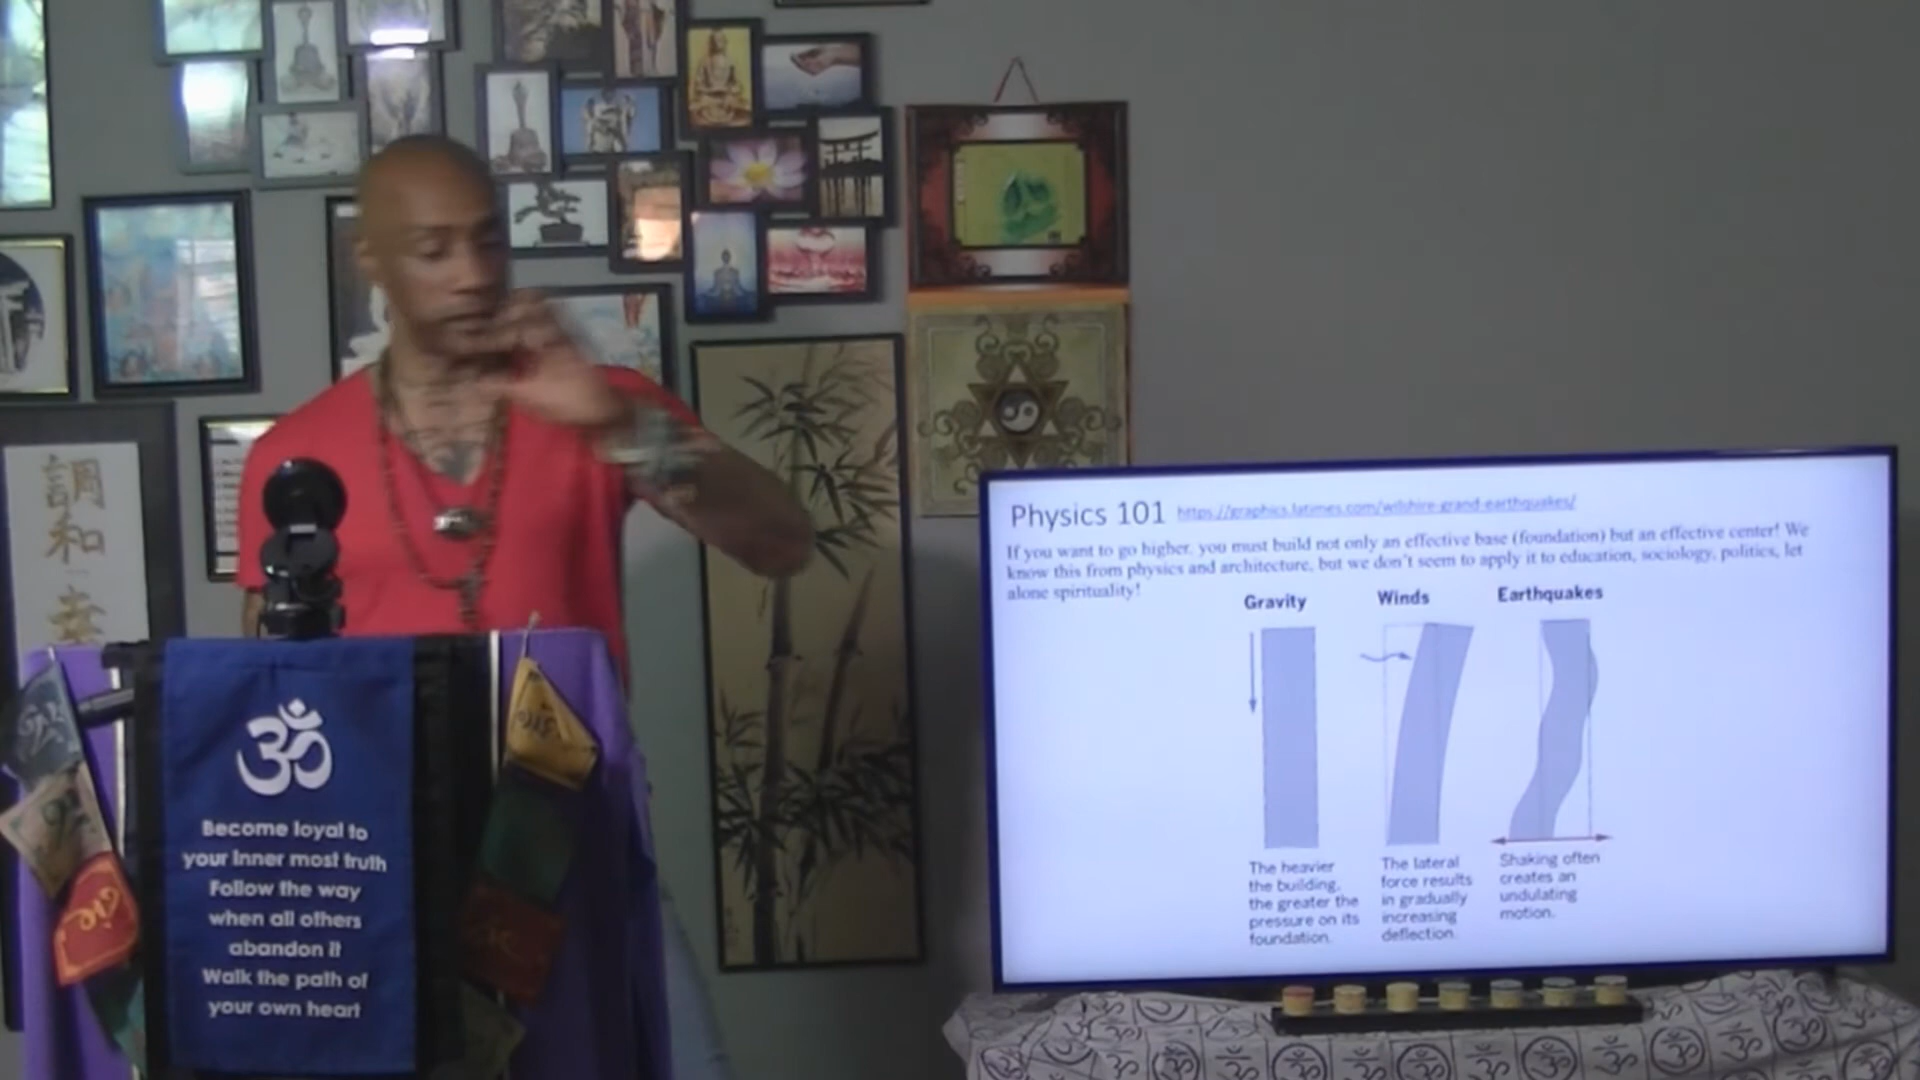 調
和
幸
Become loyal to
your inner most truth
Follow the way
when all others
abandon it
Walk the path of
your own heart
Physics 101 https://graphics.latimes.com/wilshire-grand-earthquakes/
If you want to go higher, you must build not only an effective base (foundation) but an effective center! We
know this from physics and architecture, but we don't seem to apply it to education, sociology, politics, let
alone spirituality!
Gravity
Winds
Earthquakes
The heavier
the building,
the greater the
pressure on its
foundation.
The lateral
force results
in gradually
increasing
deflection.
Shaking often
creates an
undulating
motion.